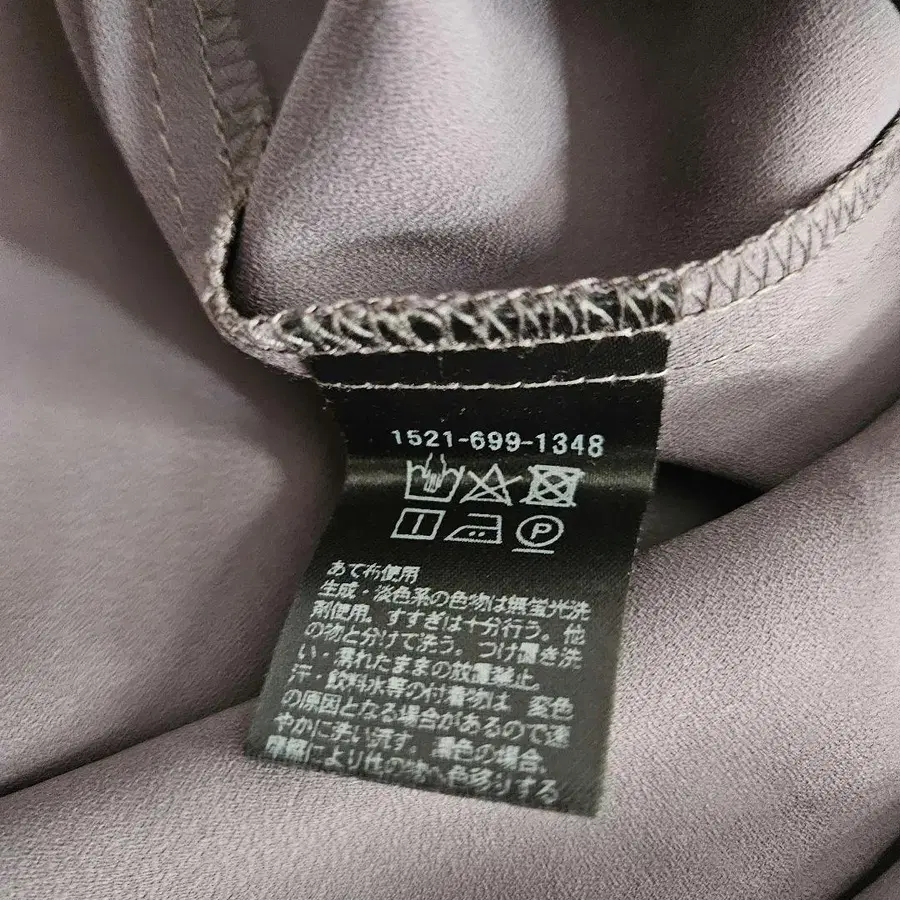 1521-699-1348
P
あて布使用
生成・淡色系の色物は無蛍光洗
剤使用。すすぎは十分行う。他
の物と分けて洗う。つけ置き洗
い・濡れたままの放置禁止。
汗・飲料水等の付着物は、変色
の原因となる場合があるので速
やかに洗い流す。濃色の場合、
摩擦により他の物へ色移りする